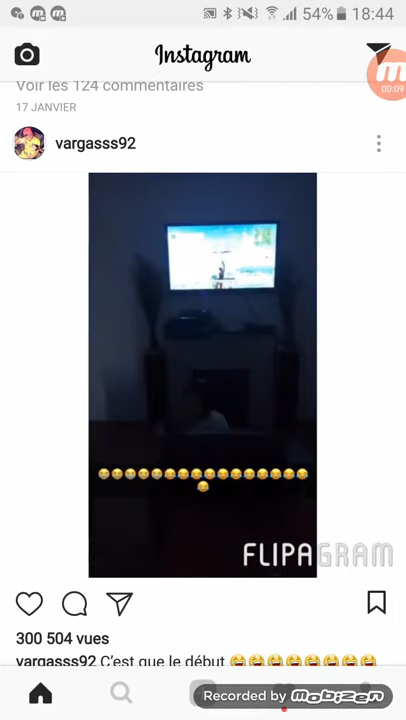 54% 18:44
Instagram
00:09
Voir les 124 commentaires
17 JANVIER
vargasss92
😂😂😂😂😂😂😂😂😂😂😂😂😂😂😂😂
😂
FLIPAGRAM
300 504 vues
vargasss92 C'est que le début 😂😂😂😂😂😂😂😂
Recorded by mobizen